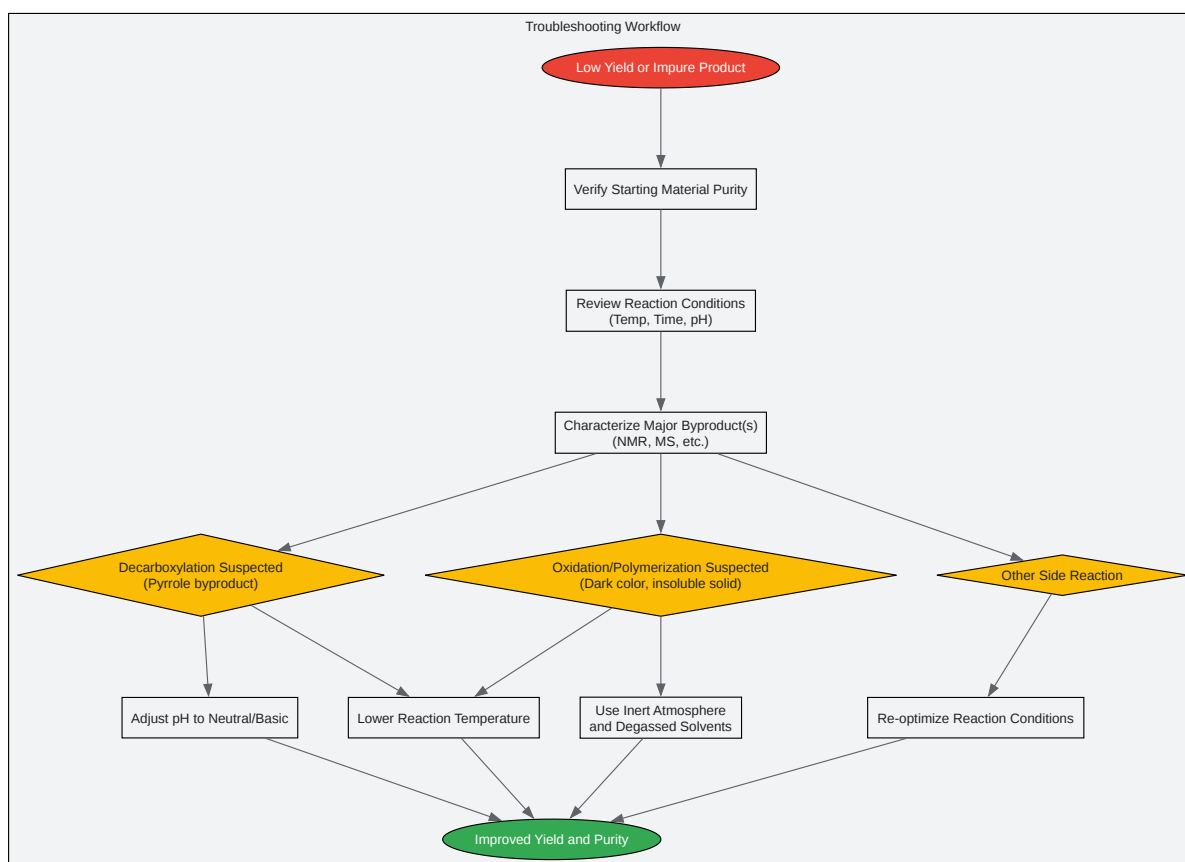 Troubleshooting Workflow
Low Yield or Impure Product
Verify Starting Material Purity
Review Reaction Conditions
(Temp, Time, pH)
Characterize Major Byproduct(s)
(NMR, MS, etc.)
Decarboxylation Suspected
(Pyrrole byproduct)
Oxidation/Polymerization Suspected
(Dark color, insoluble solid)
Other Side Reaction
Adjust pH to Neutral/Basic
Lower Reaction Temperature
Use Inert Atmosphere
and Degassed Solvents
Re-optimize Reaction Conditions
Improved Yield and Purity